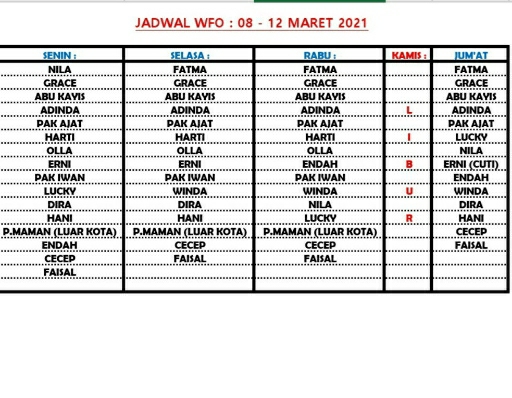 JADWAL WFO : 08 - 12 MARET 2021
SENIN : SELASA : RABU : KAMIS : JUM'AT
NILA FATMA FATMA FATMA
GRACE GRACE GRACE GRACE
ABU KAYIS ABU KAYIS ABU KAYIS ABU KAYIS
ADINDA ADINDA ADINDA L ADINDA
PAK AJAT PAK AJAT PAK AJAT PAK AJAT
HARTI HARTI HARTI I LUCKY
OLLA OLLA OLLA NILA
ERNI ERNI ENDAH B ERNI (CUTI)
PAK IWAN PAK IWAN PAK IWAN ENDAH
LUCKY WINDA WINDA U WINDA
DIRA DIRA NILA DIRA
HANI HANI LUCKY R HANI
P.MAMAN (LUAR KOTA) P.MAMAN (LUAR KOTA) P.MAMAN (LUAR KOTA) CECEP
ENDAH CECEP CECEP FAISAL
CECEP FAISAL FAISAL
FAISAL